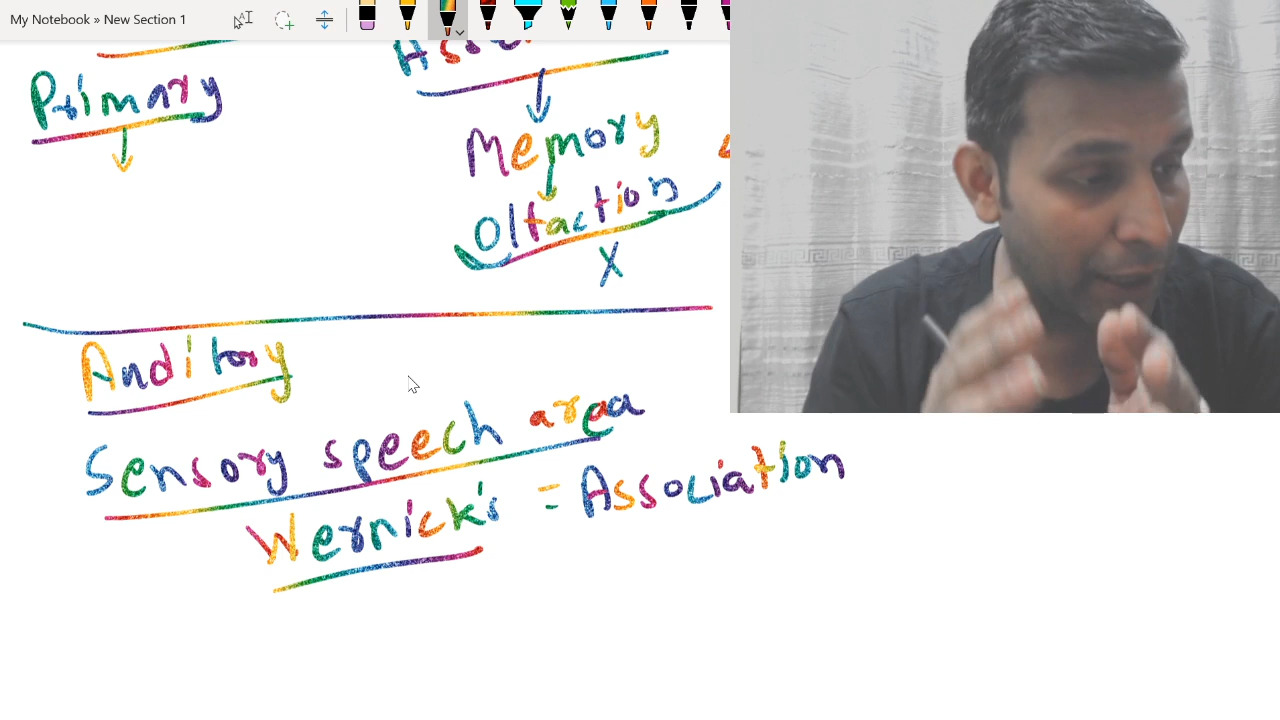 My Notebook » New Section 1
Primary
Memory
Olfaction
X
Auditory
Sensory speech area
Wernick's = Association